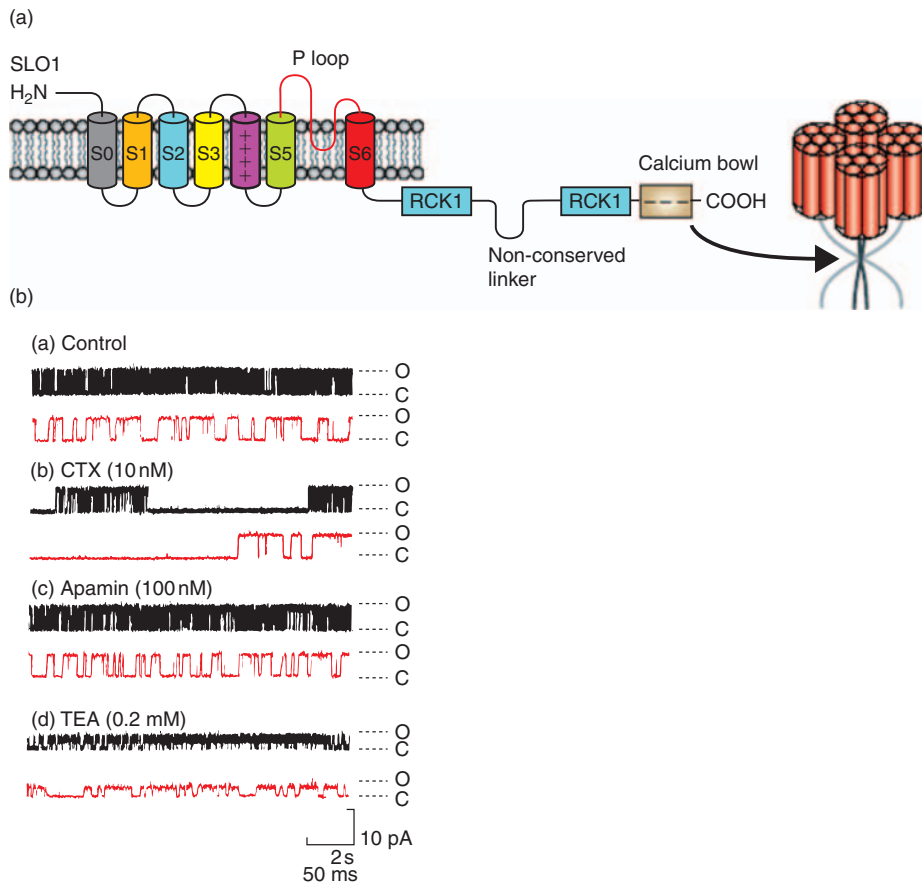 (a)
P loop
SLO1
H2N
S0 S1 S2 S3 ++++ S5 S6
Calcium bowl
RCK1 RCK1 COOH
Non-conserved
linker
(b)
(a) Control
O
C
O
C
(b) CTX (10 nM)
O
C
O
C
(c) Apamin (100 nM)
O
C
O
C
(d) TEA (0.2 mM)
O
C
O
C
10 pA
2 s
50 ms